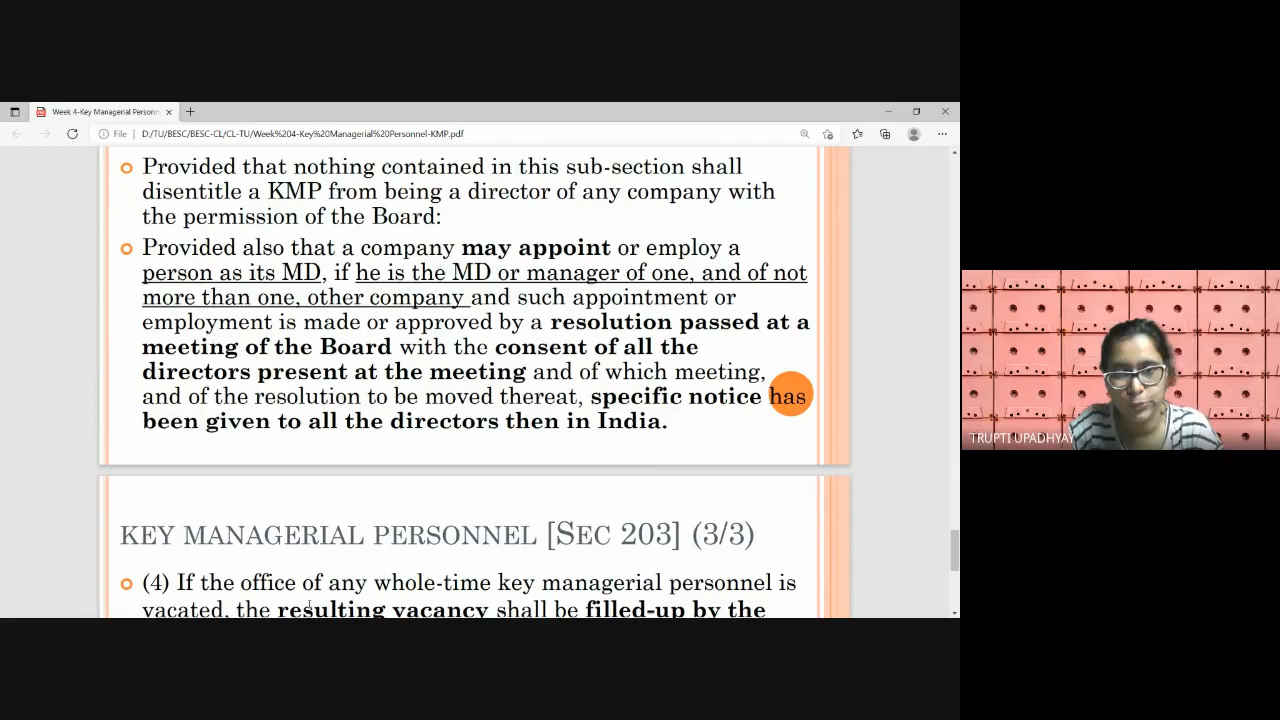 Week 4-Key Managerial Personn
File D:/TU/BESC/BESC-CL/CL-TU/Week%204-Key%20Managerial%20Personnel-KMP.pdf
Provided that nothing contained in this sub-section shall
disentitle a KMP from being a director of any company with
the permission of the Board:
Provided also that a company may appoint or employ a
person as its MD, if he is the MD or manager of one, and of not
more than one, other company and such appointment or
employment is made or approved by a resolution passed at a
meeting of the Board with the consent of all the
directors present at the meeting and of which meeting,
and of the resolution to be moved thereat, specific notice has
been given to all the directors then in India.
KEY MANAGERIAL PERSONNEL [SEC 203] (3/3)
(4) If the office of any whole-time key managerial personnel is
vacated, the resulting vacancy shall be filled-up by the
TRUPTI UPADHYAY